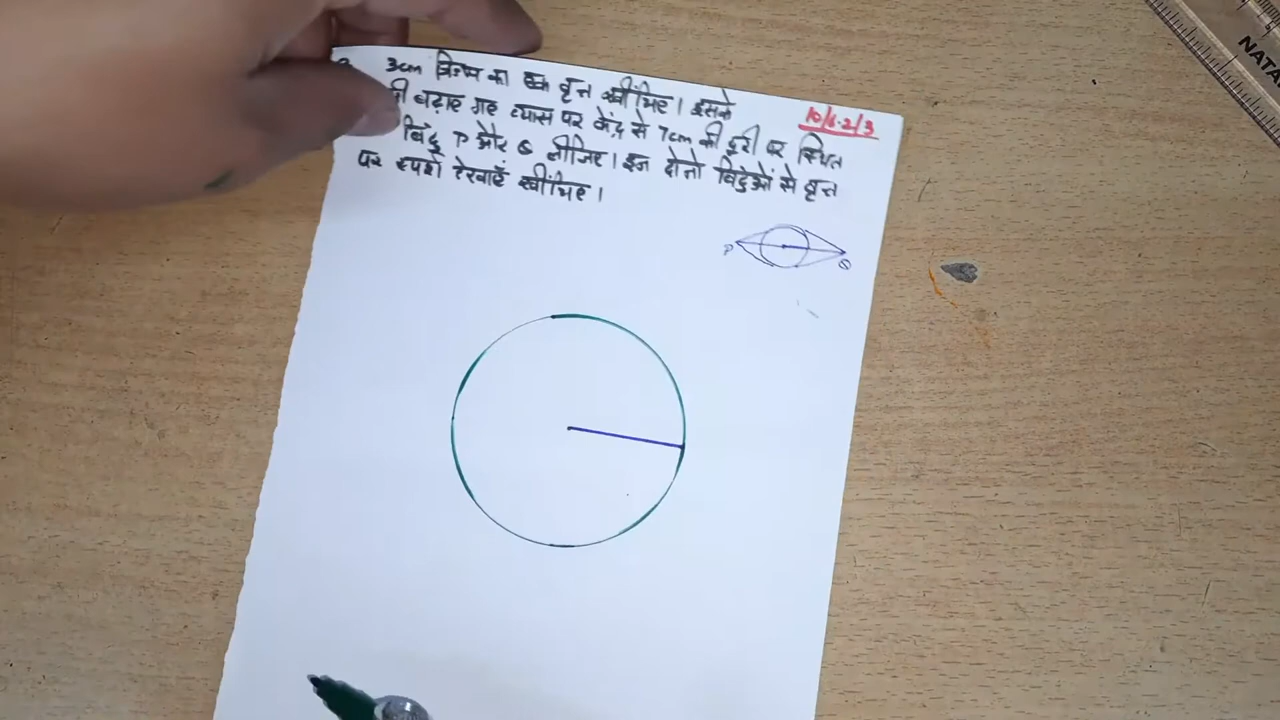 3cm त्रिज्या का एक वृत्त खींचिए। इसके
बढ़ाए गए व्यास पर केंद्र से 7cm की दूरी पर स्थित
बिंदु P और Q लीजिए। इन दोनो बिंदुओं से वृत्त
पर स्पर्श रेखाएँ खींचिए।
10/6.2/3
P
Q
NATA